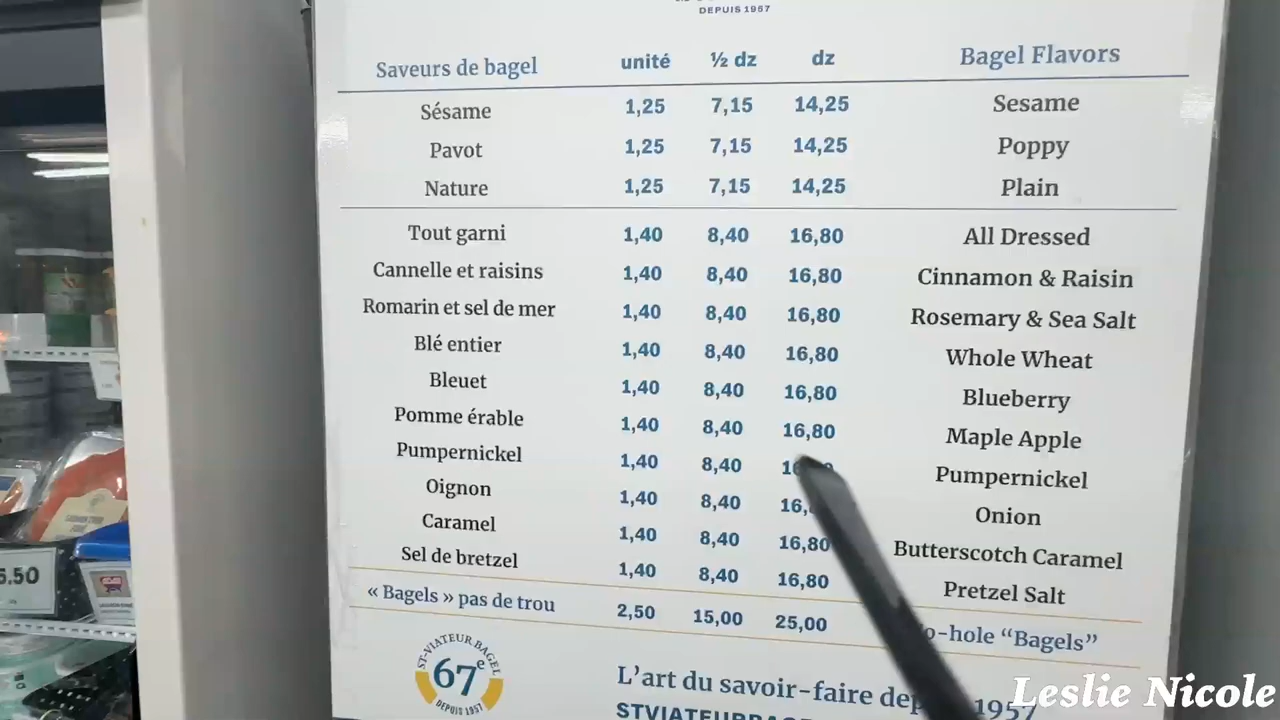 DEPUIS 1957
Saveurs de bagel unité ½ dz dz Bagel Flavors
Sésame 1,25 7,15 14,25 Sesame
Pavot 1,25 7,15 14,25 Poppy
Nature 1,25 7,15 14,25 Plain
Tout garni 1,40 8,40 16,80 All Dressed
Cannelle et raisins 1,40 8,40 16,80 Cinnamon & Raisin
Romarin et sel de mer 1,40 8,40 16,80 Rosemary & Sea Salt
Blé entier 1,40 8,40 16,80 Whole Wheat
Bleuet 1,40 8,40 16,80 Blueberry
Pomme érable 1,40 8,40 16,80 Maple Apple
Pumpernickel 1,40 8,40 Pumpernickel
Oignon 1,40 8,40 Onion
Caramel 1,40 8,40 16,80 Butterscotch Caramel
Sel de bretzel 1,40 8,40 16,80 Pretzel Salt
« Bagels » pas de trou 2,50 15,00 25,00 "Bagels"
ST-VIATEUR BAGEL
67e
DEPUIS 1957
L'art du savoir-faire 1957
5.50
Leslie Nicole